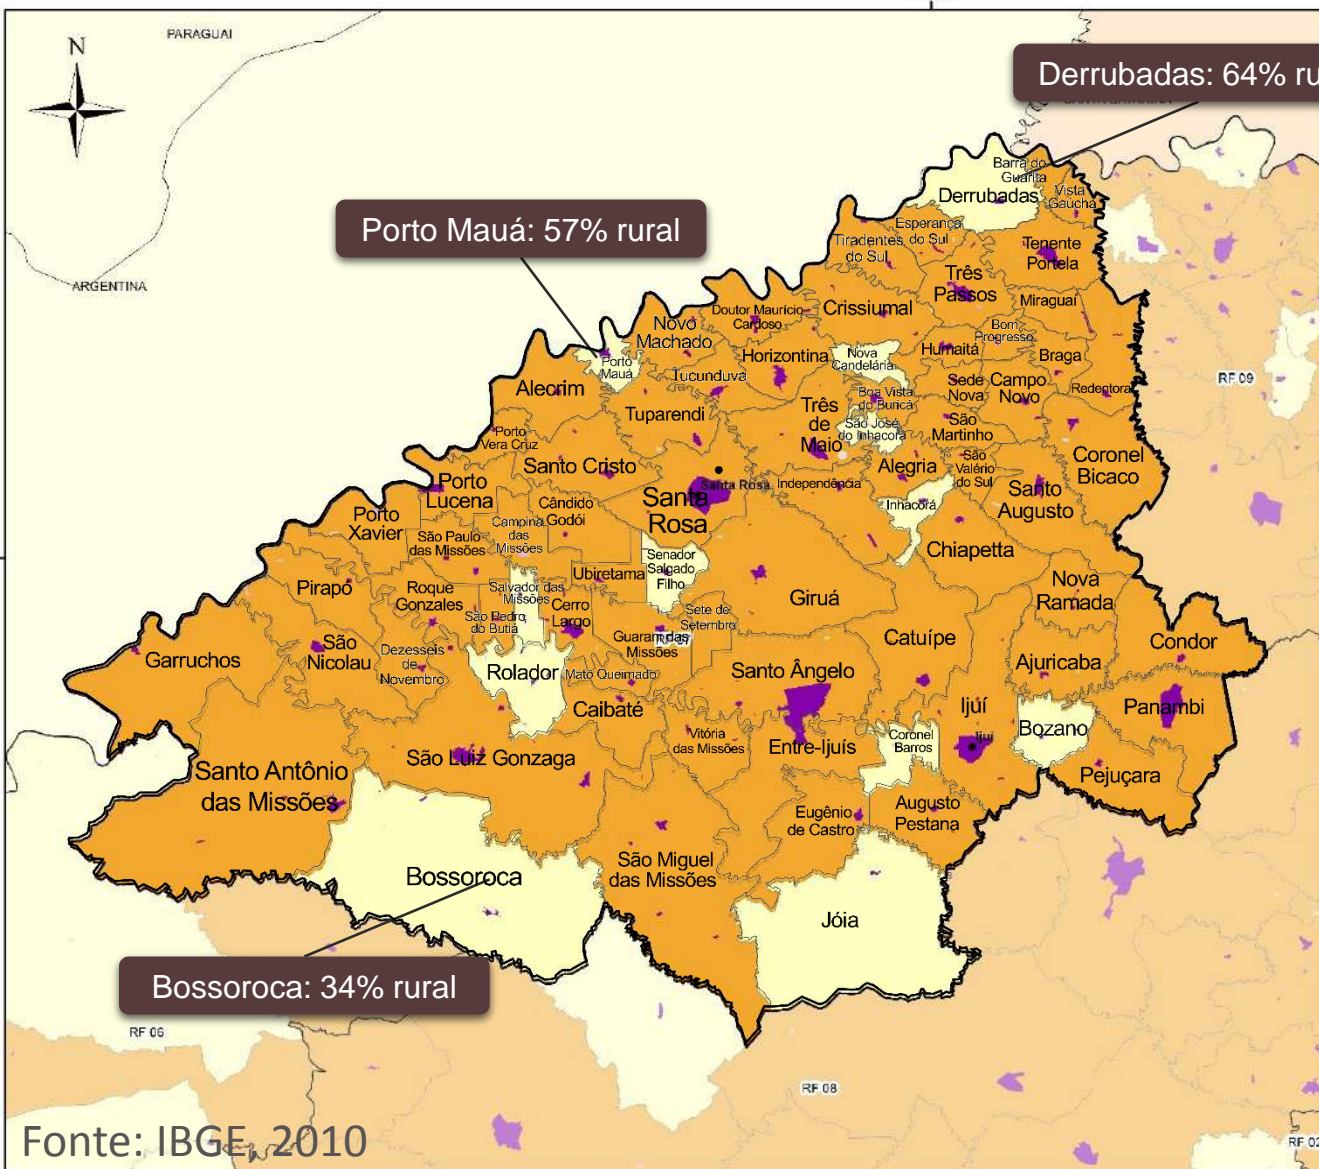 PARAGUAI
N
Derrubadas: 64% ru
Barra do
Guarita
Derrubadas
Vista
Gaúcha
Porto Mauá: 57% rural
Esperança
do Sul
Tiradentes
do Sul
Tenente
Portela
ARGENTINA
Três
Passos
Miraguaí
Doutor Maurício
Cardoso
Crissiumal
Novo
Machado
Bom
Progresso
Horizontina
Nova
Candelária
Humaitá
Braga
Porto
Mauá
Tucunduva
RF 09
Alecrim
Sede
Nova
Campo
Novo
Redentora
Boa Vista
do Buricá
Tuparendi
Três
de
Maio
São José
do Inhacorá
São
Martinho
Porto
Vera Cruz
Santo Cristo
Alegria
São
Valério
do Sul
Coronel
Bicaco
Porto
Lucena
Santa Rosa
Independência
Santo
Augusto
Santa
Rosa
Cândido
Godói
Inhacorá
Porto
Xavier
Campina
das
Missões
São Paulo
das Missões
Chiapetta
Senador
Salgado
Filho
Ubiretama
Pirapó
Roque
Gonzales
Salvador das
Missões
Nova
Ramada
Giruá
Cerro
Largo
São Pedro
do Butiá
Sete de
Setembro
Guarani das
Missões
Catuípe
Condor
Garruchos
São
Nicolau
Dezesseis
de
Novembro
Rolador
Mato Queimado
Santo Ângelo
Ajuricaba
Caibaté
Ijuí
Panambi
Vitória
das Missões
Entre-Ijuís
Coronel
Barros
Ijuí
Bozano
São Luiz Gonzaga
Santo Antônio
das Missões
Pejuçara
Eugênio
de Castro
Augusto
Pestana
São Miguel
das Missões
Bossoroca
Jóia
Bossoroca: 34% rural
RF 06
RF 08
Fonte: IBGE, 2010
RF 02